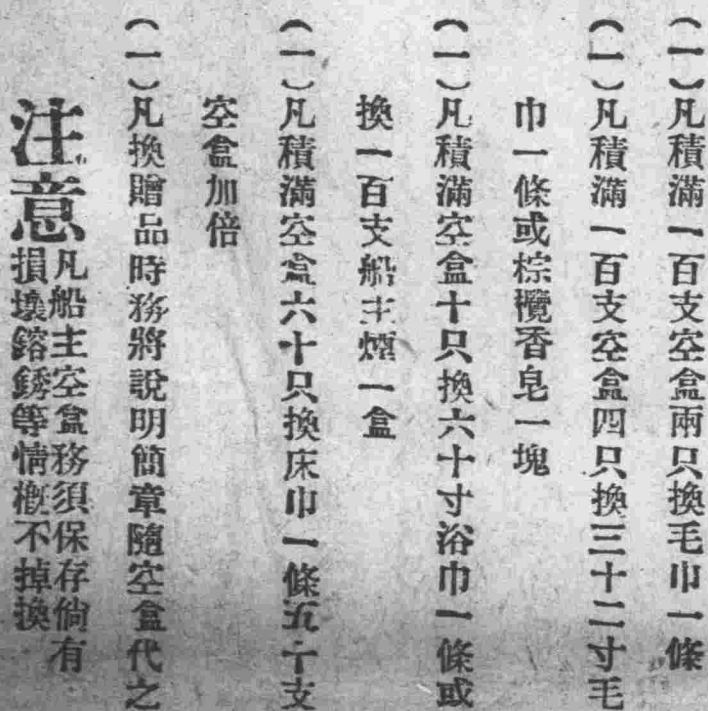 (一)凡積滿一百支空盒兩只換毛巾一條
(一)凡積滿一百支空盒四只換三十二寸毛
巾一條或棕欖香皂一塊
(一)凡積滿空盒十只換六十寸浴巾一條或
換一百支船主煙一盒
(一)凡積滿空盒六十只換床巾一條五十支
空盒加倍
(一)凡換贈品時務將說明簡章隨空盒代之
注意
凡船主空盒務須保存倘有
損壞鎔銹等情概不掉換